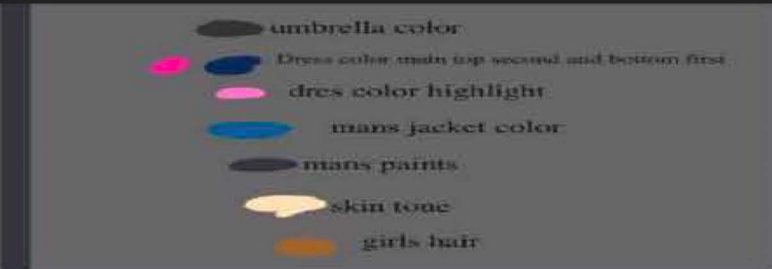 umbrella color
Dress color main top second and bottom first
dres color highlight
mans jacket color
mans paints
skin tone
girls hair